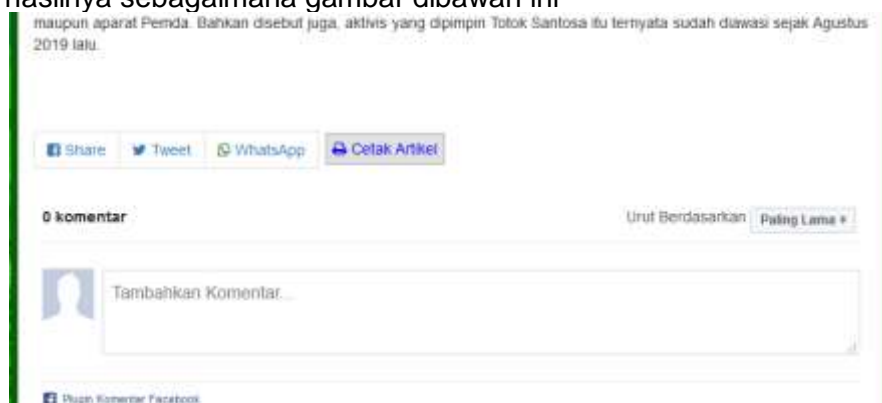 hasilnya sebagaimana gambar dibawah ini
maupun aparat Pemda. Bahkan disebut juga, aktivis yang dipimpin Totok Santosa itu ternyata sudah diawasi sejak Agustus
2019 lalu.
Share Tweet WhatsApp Cetak Artikel
0 komentar Urut Berdasarkan Paling Lama
Tambahkan Komentar...
Plugin Komentar Facebook